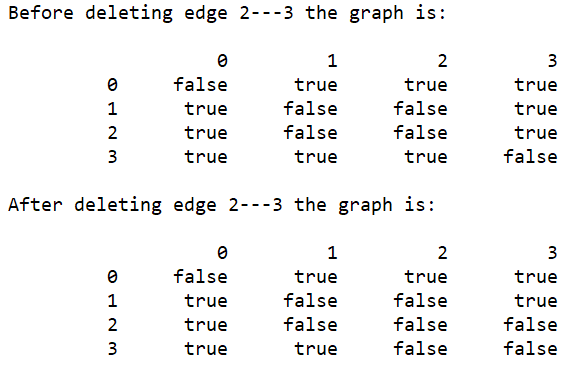 Before deleting edge 2---3 the graph is:
0 1 2 3
0 false true true true
1 true false false true
2 true false false true
3 true true true false
After deleting edge 2---3 the graph is:
0 1 2 3
0 false true true true
1 true false false true
2 true false false false
3 true true false false